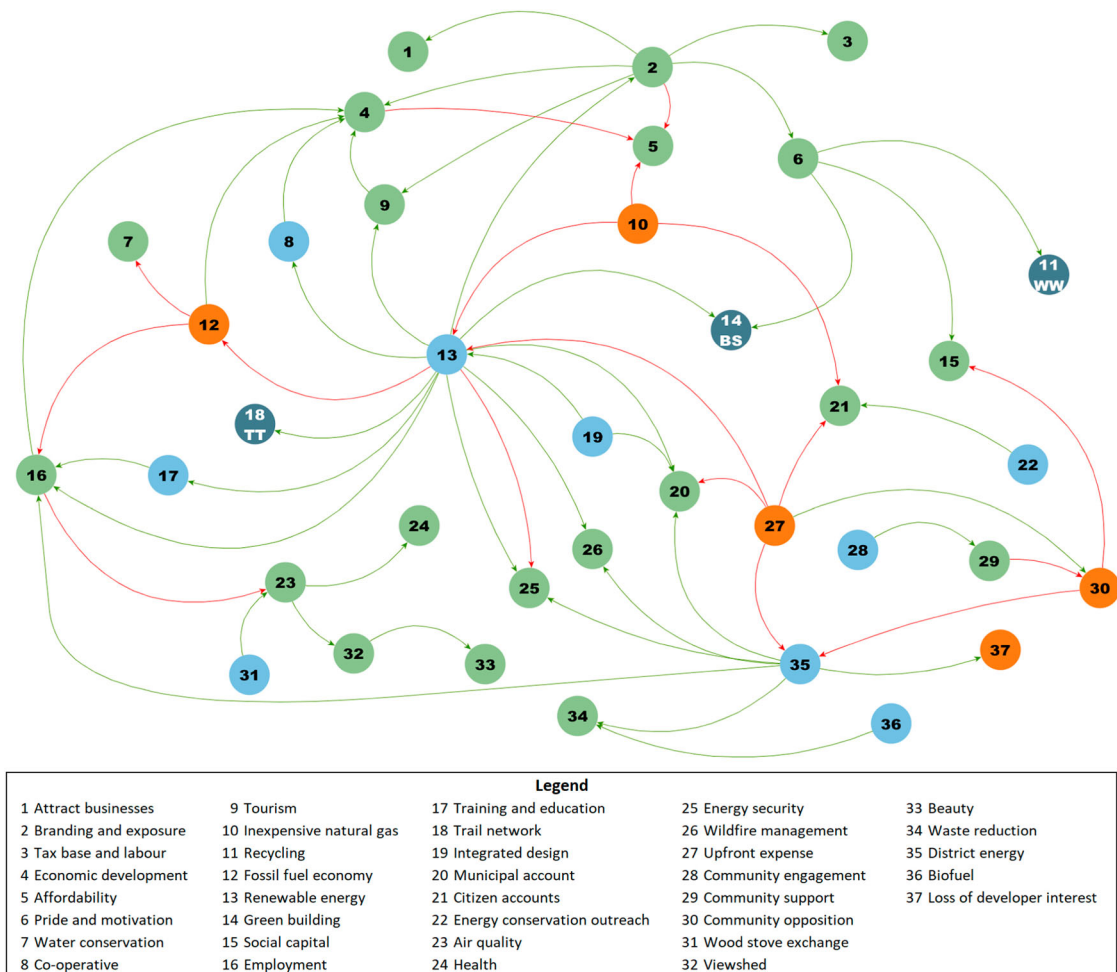 1
3
2
4
5
6
9
10
7
8
11
WW
12
14
BS
13
15
21
18
TT
19
22
16
17
20
24
27
26
28
29
23
25
30
32
33
37
31
35
34
36
Legend
1 Attract businesses
2 Branding and exposure
3 Tax base and labour
4 Economic development
5 Affordability
6 Pride and motivation
7 Water conservation
8 Co-operative
9 Tourism
10 Inexpensive natural gas
11 Recycling
12 Fossil fuel economy
13 Renewable energy
14 Green building
15 Social capital
16 Employment
17 Training and education
18 Trail network
19 Integrated design
20 Municipal account
21 Citizen accounts
22 Energy conservation outreach
23 Air quality
24 Health
25 Energy security
26 Wildfire management
27 Upfront expense
28 Community engagement
29 Community support
30 Community opposition
31 Wood stove exchange
32 Viewshed
33 Beauty
34 Waste reduction
35 District energy
36 Biofuel
37 Loss of developer interest